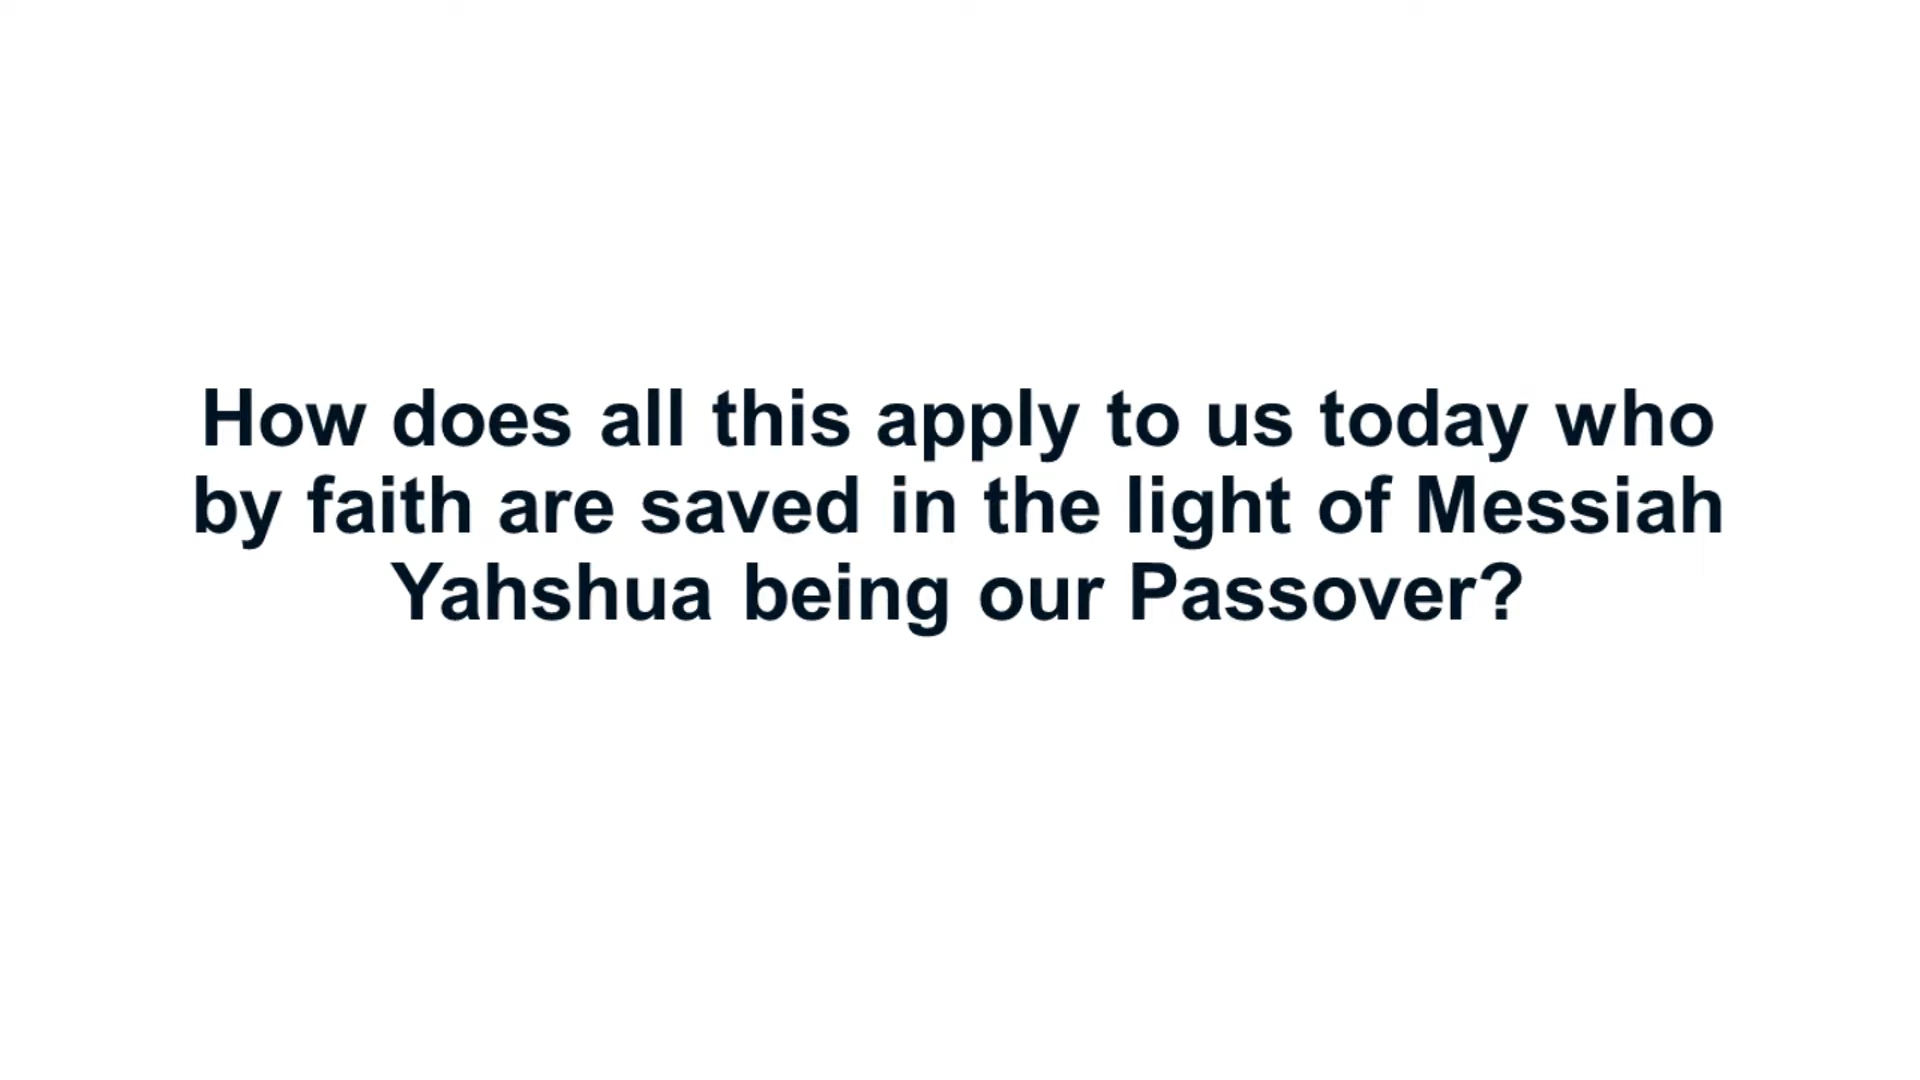 How does all this apply to us today who
by faith are saved in the light of Messiah
Yahshua being our Passover?